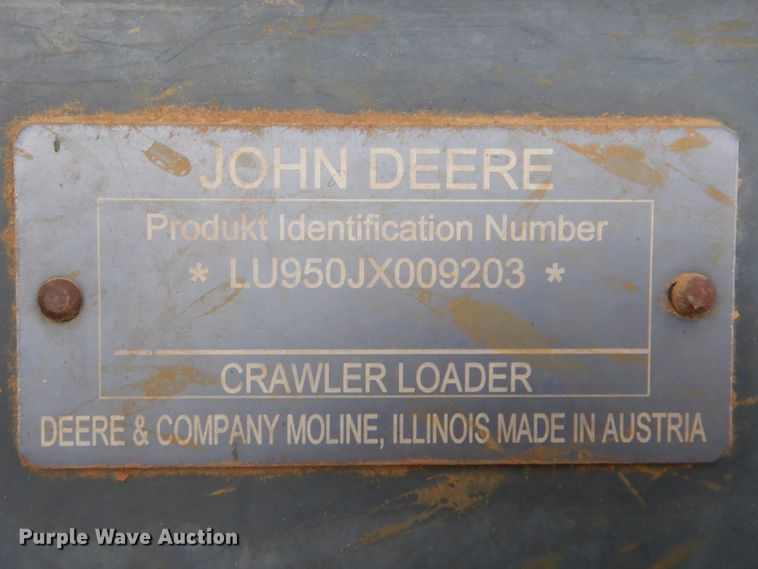 JOHN DEERE
Produkt Identification Number
* LU950JX009203 *
CRAWLER LOADER
DEERE & COMPANY MOLINE, ILLINOIS MADE IN AUSTRIA
Purple Wave Auction®